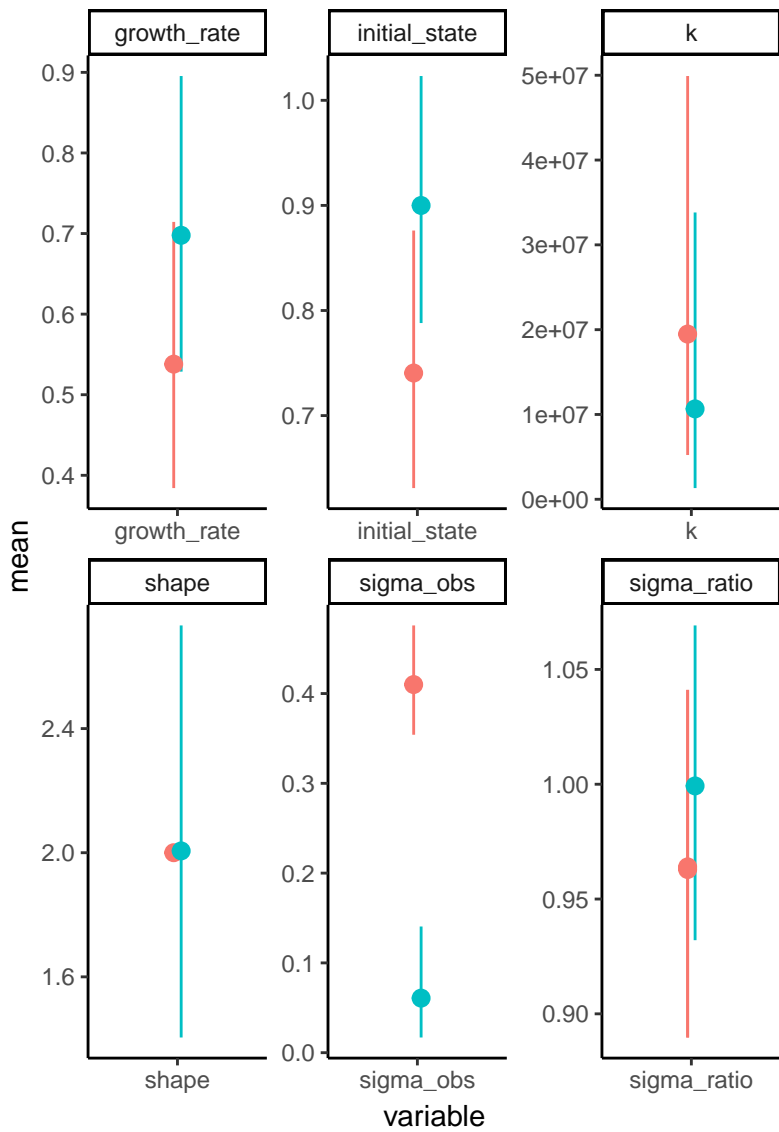 growth_rate
initial_state
k
0.9
0.8
0.7
0.6
0.5
0.4
1.0
0.9
0.8
0.7
5e+07
4e+07
3e+07
2e+07
1e+07
0e+00
growth_rate
initial_state
k
mean
shape
sigma_obs
sigma_ratio
2.4
2.0
1.6
0.4
0.3
0.2
0.1
0.0
1.05
1.00
0.95
0.90
shape
sigma_obs
sigma_ratio
variable